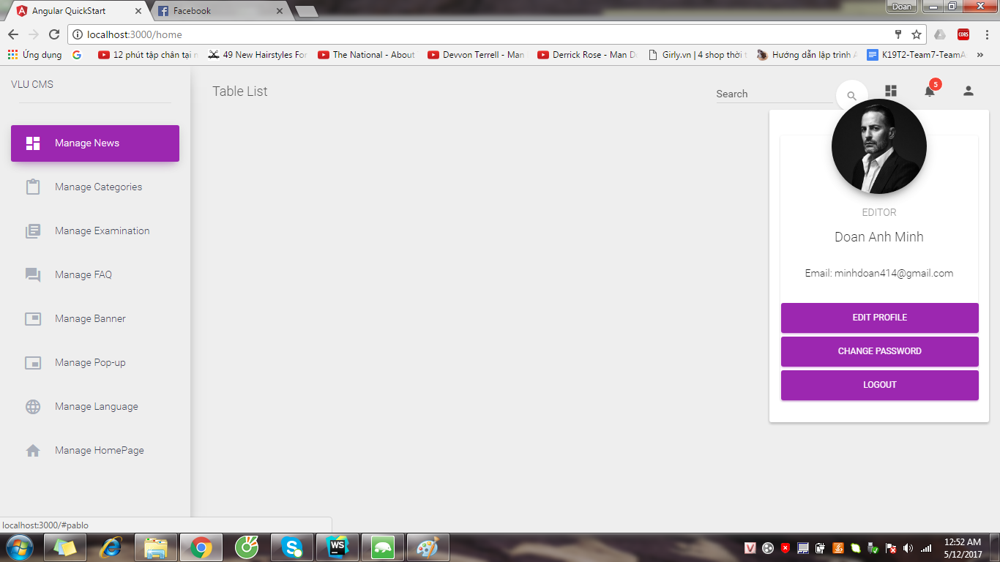 Angular QuickStart
Facebook
Doan
localhost:3000/home
CORS
Ứng dụng
12 phút tập chân tại n
49 New Hairstyles For
The National - About
Devvon Terrell - Man
Derrick Rose - Man Do
Girly.vn | 4 shop thời t
Hướng dẫn lập trình A
K19T2-Team7-TeamA
VLU CMS
Table List
Search
5
Manage News
Manage Categories
Manage Examination
Manage FAQ
Manage Banner
Manage Pop-up
Manage Language
Manage HomePage
EDITOR
Doan Anh Minh
Email: minhdoan414@gmail.com
EDIT PROFILE
CHANGE PASSWORD
LOGOUT
localhost:3000/#pablo
WS
12:52 AM
5/12/2017